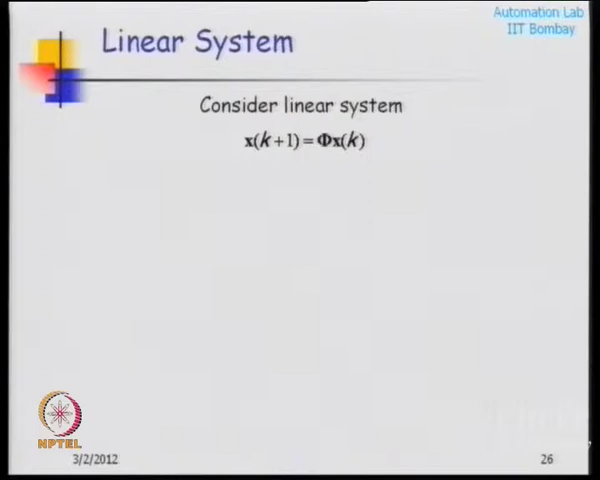 Automation Lab
IIT Bombay
Linear System
Consider linear system
x(k+1) = Φx(k)
NPTEL
3/2/2012
26